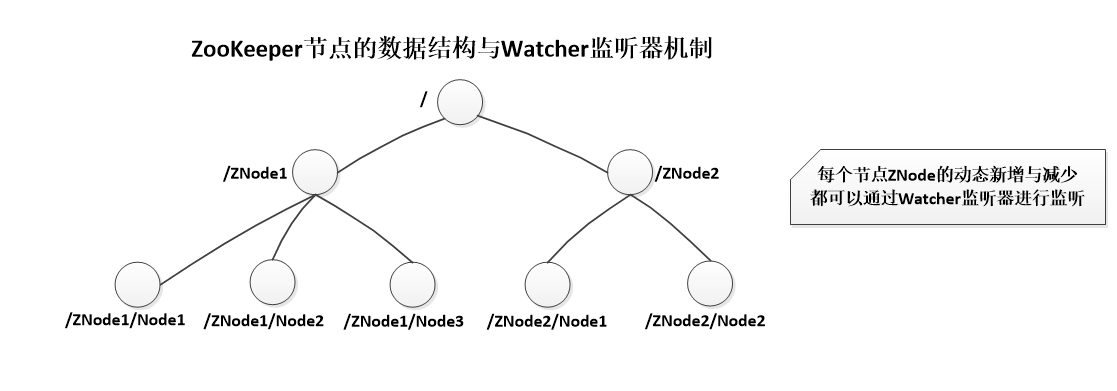 ZooKeeper节点的数据结构与Watcher监听器机制
/
/ZNode1
/ZNode2
每个节点ZNode的动态新增与减少
都可以通过Watcher监听器进行监听
/ZNode1/Node1
/ZNode1/Node2
/ZNode1/Node3
/ZNode2/Node1
/ZNode2/Node2